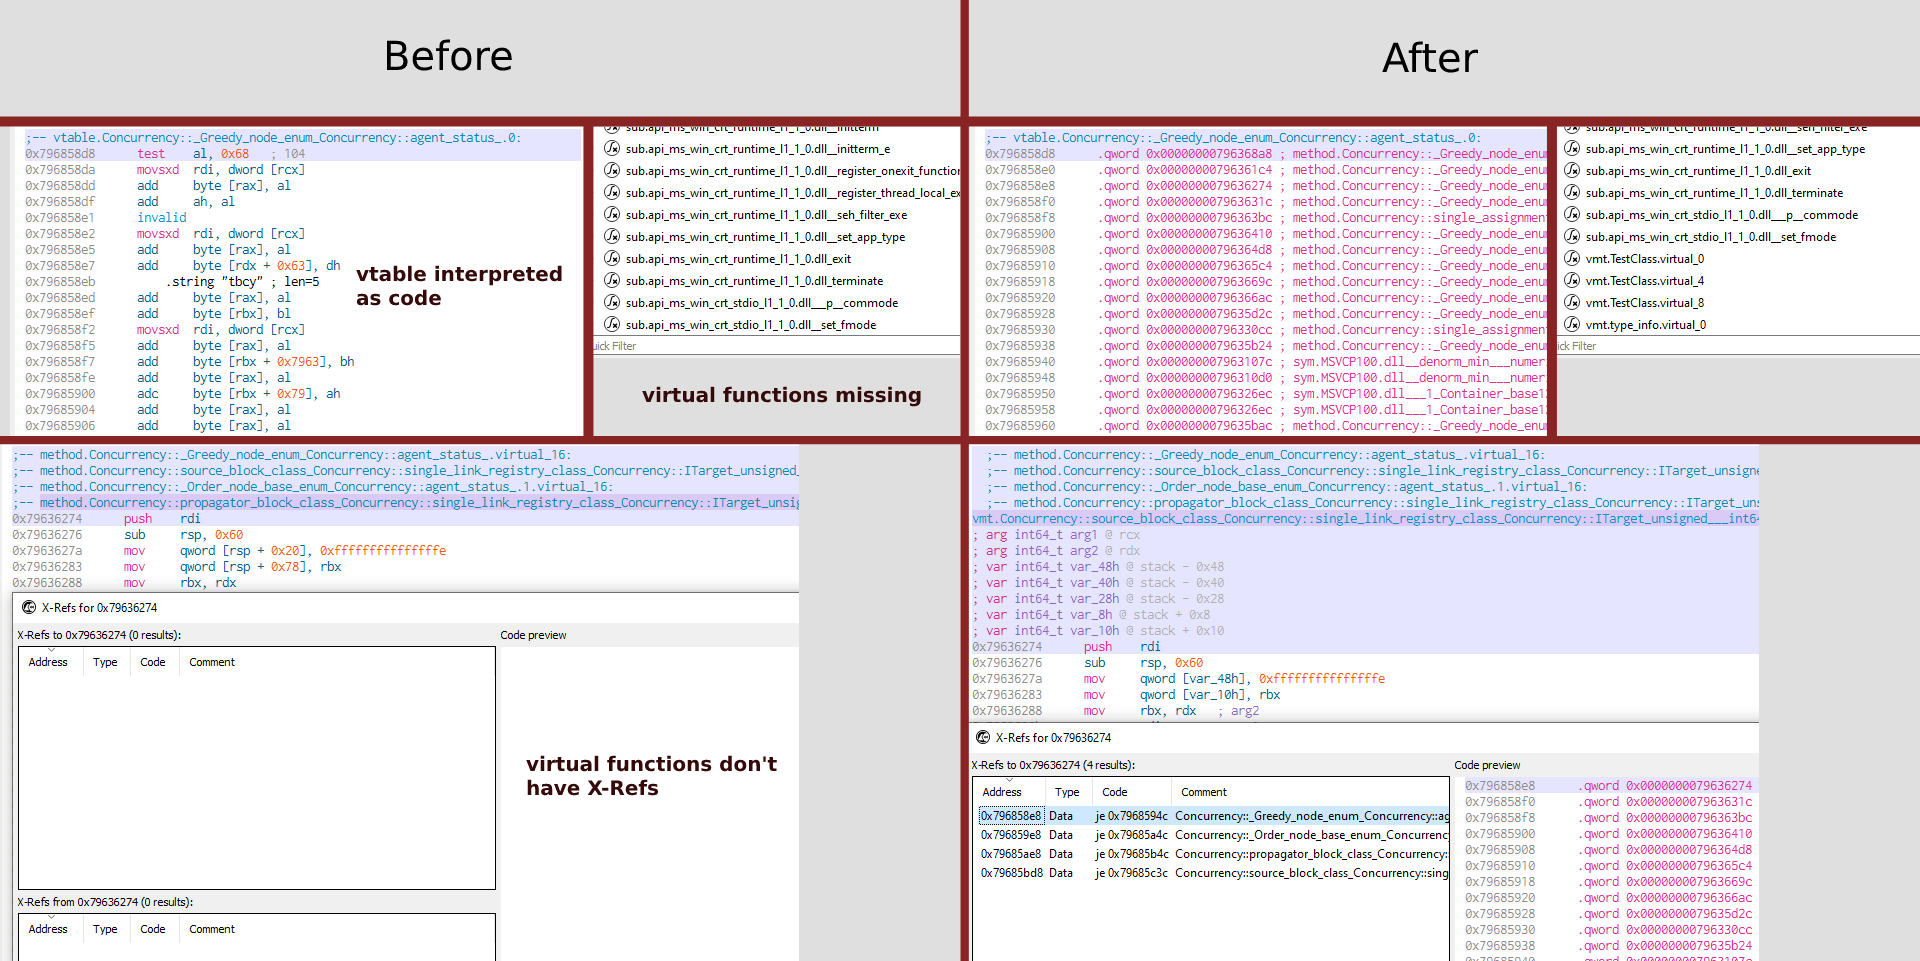 Before
After
;-- vtable.Concurrency::_Greedy_node_enum_Concurrency::agent_status_.0:
0x796858d8 test al, 0x68 ; 104
0x796858da movsxd rdi, dword [rcx]
0x796858dd add byte [rax], al
0x796858df add ah, al
0x796858e1 invalid
0x796858e2 movsxd rdi, dword [rcx]
0x796858e5 add byte [rax], al
0x796858e7 add byte [rdx + 0x63], dh
0x796858eb .string "tbcy" ; len=5
0x796858ed add byte [rax], al
0x796858ef add byte [rbx], bl
0x796858f2 movsxd rdi, dword [rcx]
0x796858f5 add byte [rax], al
0x796858f7 add byte [rbx + 0x7963], bh
0x796858fe add byte [rax], al
0x79685900 adc byte [rbx + 0x79], ah
0x79685904 add byte [rax], al
0x79685906 add byte [rax], al
vtable interpreted
as code
sub.api_ms_win_crt_runtime_l1_1_0.dll__initterm
sub.api_ms_win_crt_runtime_l1_1_0.dll__initterm_e
sub.api_ms_win_crt_runtime_l1_1_0.dll__register_onexit_function
sub.api_ms_win_crt_runtime_l1_1_0.dll__register_thread_local_ex
sub.api_ms_win_crt_runtime_l1_1_0.dll__seh_filter_exe
sub.api_ms_win_crt_runtime_l1_1_0.dll__set_app_type
sub.api_ms_win_crt_runtime_l1_1_0.dll_exit
sub.api_ms_win_crt_runtime_l1_1_0.dll_terminate
sub.api_ms_win_crt_stdio_l1_1_0.dll___p__commode
sub.api_ms_win_crt_stdio_l1_1_0.dll__set_fmode
uick Filter
virtual functions missing
;-- vtable.Concurrency::_Greedy_node_enum_Concurrency::agent_status_.0:
0x796858d8 .qword 0x00000000796368a8 ; method.Concurrency::_Greedy_node_enu
0x796858e0 .qword 0x00000000796361c4 ; method.Concurrency::_Greedy_node_enu
0x796858e8 .qword 0x0000000079636274 ; method.Concurrency::_Greedy_node_enu
0x796858f0 .qword 0x000000007963631c ; method.Concurrency::_Greedy_node_enu
0x796858f8 .qword 0x00000000796363bc ; method.Concurrency::single_assignmen
0x79685900 .qword 0x0000000079636410 ; method.Concurrency::_Greedy_node_enu
0x79685908 .qword 0x00000000796364d8 ; method.Concurrency::_Greedy_node_enu
0x79685910 .qword 0x00000000796365c4 ; method.Concurrency::_Greedy_node_enu
0x79685918 .qword 0x000000007963669c ; method.Concurrency::_Greedy_node_enu
0x79685920 .qword 0x00000000796366ac ; method.Concurrency::_Greedy_node_enu
0x79685928 .qword 0x0000000079635d2c ; method.Concurrency::_Greedy_node_enu
0x79685930 .qword 0x00000000796330cc ; method.Concurrency::single_assignmen
0x79685938 .qword 0x0000000079635b24 ; method.Concurrency::_Greedy_node_enu
0x79685940 .qword 0x000000007963107c ; sym.MSVCP100.dll__denorm_min___numer
0x79685948 .qword 0x00000000796310d0 ; sym.MSVCP100.dll__denorm_min___numer
0x79685950 .qword 0x00000000796326ec ; sym.MSVCP100.dll___1_Container_base1
0x79685958 .qword 0x00000000796326ec ; sym.MSVCP100.dll___1_Container_base1
0x79685960 .qword 0x0000000079635bac ; method.Concurrency::_Greedy_node_enu
sub.api_ms_win_crt_runtime_l1_1_0.dll__seh_filter_exe
sub.api_ms_win_crt_runtime_l1_1_0.dll__set_app_type
sub.api_ms_win_crt_runtime_l1_1_0.dll_exit
sub.api_ms_win_crt_runtime_l1_1_0.dll_terminate
sub.api_ms_win_crt_stdio_l1_1_0.dll___p__commode
sub.api_ms_win_crt_stdio_l1_1_0.dll__set_fmode
vmt.TestClass.virtual_0
vmt.TestClass.virtual_4
vmt.TestClass.virtual_8
vmt.type_info.virtual_0
ick Filter
;-- method.Concurrency::_Greedy_node_enum_Concurrency::agent_status_.virtual_16:
;-- method.Concurrency::source_block_class_Concurrency::single_link_registry_class_Concurrency::ITarget_unsigned_
;-- method.Concurrency::_Order_node_base_enum_Concurrency::agent_status_.1.virtual_16:
;-- method.Concurrency::propagator_block_class_Concurrency::single_link_registry_class_Concurrency::ITarget_unsig
0x79636274 push rdi
0x79636276 sub rsp, 0x60
0x7963627a mov qword [rsp + 0x20], 0xfffffffffffffffe
0x79636283 mov qword [rsp + 0x78], rbx
0x79636288 mov rbx, rdx
X-Refs for 0x79636274
X-Refs to 0x79636274 (0 results):
Code preview
Address Type Code Comment
virtual functions don't
have X-Refs
X-Refs from 0x79636274 (0 results):
Address Type Code Comment
;-- method.Concurrency::_Greedy_node_enum_Concurrency::agent_status_.virtual_16:
;-- method.Concurrency::source_block_class_Concurrency::single_link_registry_class_Concurrency::ITarget_unsigne
;-- method.Concurrency::_Order_node_base_enum_Concurrency::agent_status_.1.virtual_16:
;-- method.Concurrency::propagator_block_class_Concurrency::single_link_registry_class_Concurrency::ITarget_uns
vmt.Concurrency::source_block_class_Concurrency::single_link_registry_class_Concurrency::ITarget_unsigned___int64
; arg int64_t arg1 @ rcx
; arg int64_t arg2 @ rdx
; var int64_t var_48h @ stack - 0x48
; var int64_t var_40h @ stack - 0x40
; var int64_t var_28h @ stack - 0x28
; var int64_t var_8h @ stack + 0x8
; var int64_t var_10h @ stack + 0x10
0x79636274 push rdi
0x79636276 sub rsp, 0x60
0x7963627a mov qword [var_48h], 0xfffffffffffffffe
0x79636283 mov qword [var_10h], rbx
0x79636288 mov rbx, rdx ; arg2
X-Refs for 0x79636274
X-Refs to 0x79636274 (4 results):
Address Type Code Comment
0x796858e8 Data je 0x7968594c Concurrency::_Greedy_node_enum_Concurrency::ag
0x796859e8 Data je 0x79685a4c Concurrency::_Order_node_base_enum_Concurrenc
0x79685ae8 Data je 0x79685b4c Concurrency::propagator_block_class_Concurrency:
0x79685bd8 Data je 0x79685c3c Concurrency::source_block_class_Concurrency::sing
Code preview
0x796858e8 .qword 0x0000000079636274
0x796858f0 .qword 0x000000007963631c
0x796858f8 .qword 0x00000000796363bc
0x79685900 .qword 0x0000000079636410
0x79685908 .qword 0x00000000796364d8
0x79685910 .qword 0x00000000796365c4
0x79685918 .qword 0x000000007963669c
0x79685920 .qword 0x00000000796366ac
0x79685928 .qword 0x0000000079635d2c
0x79685930 .qword 0x00000000796330cc
0x79685938 .qword 0x0000000079635b24